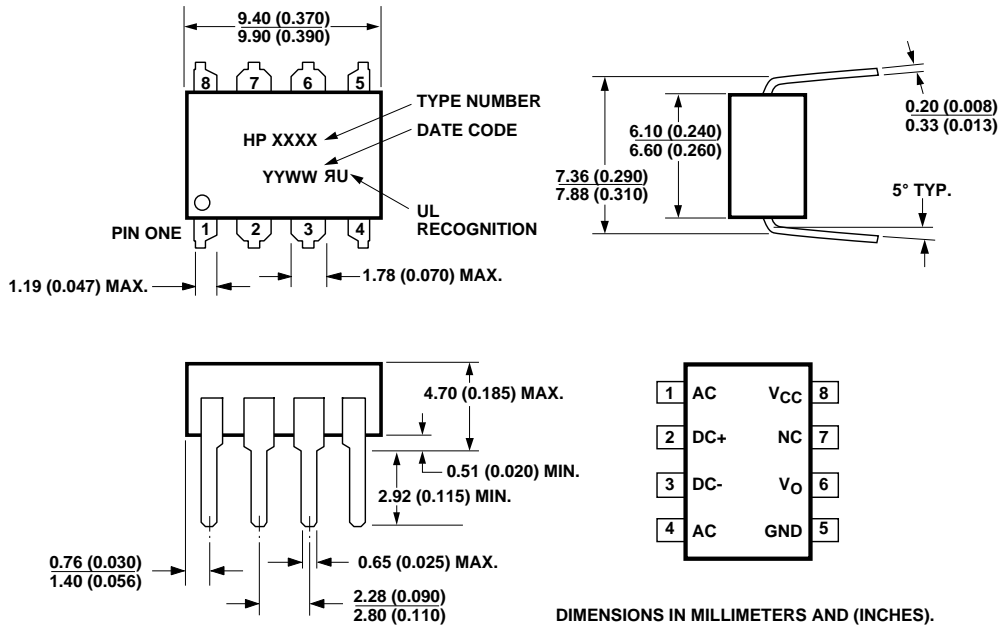 9.40 (0.370)
9.90 (0.390)
8 7 6 5
TYPE NUMBER
HP XXXX
DATE CODE
YYWW ЯU
UL
RECOGNITION
PIN ONE
1 2 3 4
1.19 (0.047) MAX.
1.78 (0.070) MAX.
0.20 (0.008)
0.33 (0.013)
6.10 (0.240)
6.60 (0.260)
7.36 (0.290)
7.88 (0.310)
5° TYP.
4.70 (0.185) MAX.
0.51 (0.020) MIN.
2.92 (0.115) MIN.
0.76 (0.030)
1.40 (0.056)
0.65 (0.025) MAX.
2.28 (0.090)
2.80 (0.110)
1 AC VCC 8
2 DC+ NC 7
3 DC- VO 6
4 AC GND 5
DIMENSIONS IN MILLIMETERS AND (INCHES).